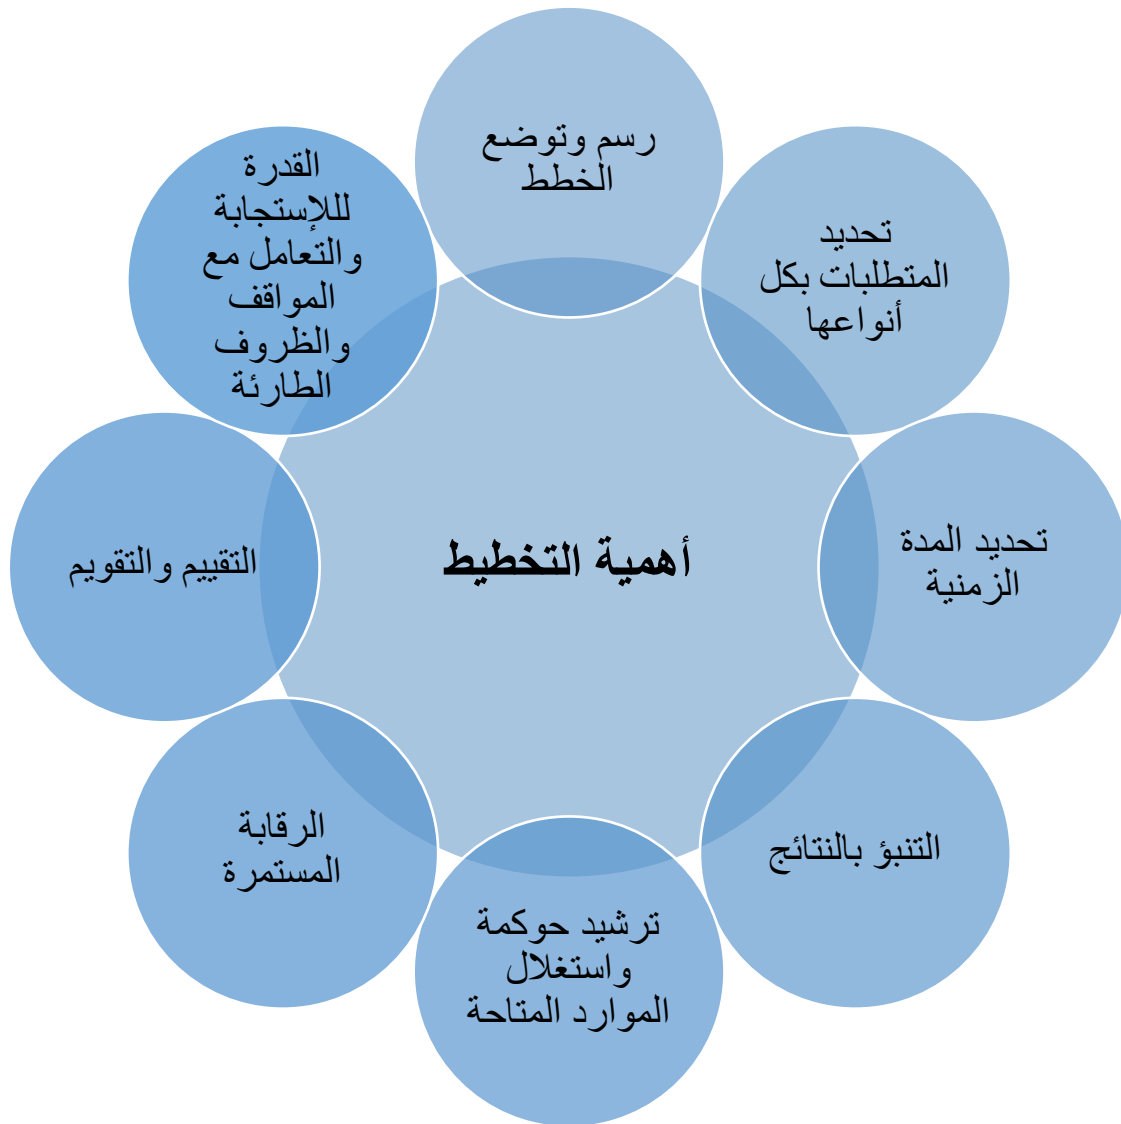 رسم وتوضع
الخطط
تحديد
المتطلبات بكل
أنواعها
تحديد المدة
الزمنية
التنبؤ بالنتائج
ترشيد حوكمة
واستغلال
الموارد المتاحة
الرقابة
المستمرة
التقييم والتقويم
القدرة
لللإستجابة
والتعامل مع
المواقف
والظروف
الطارئة
أهمية التخطيط